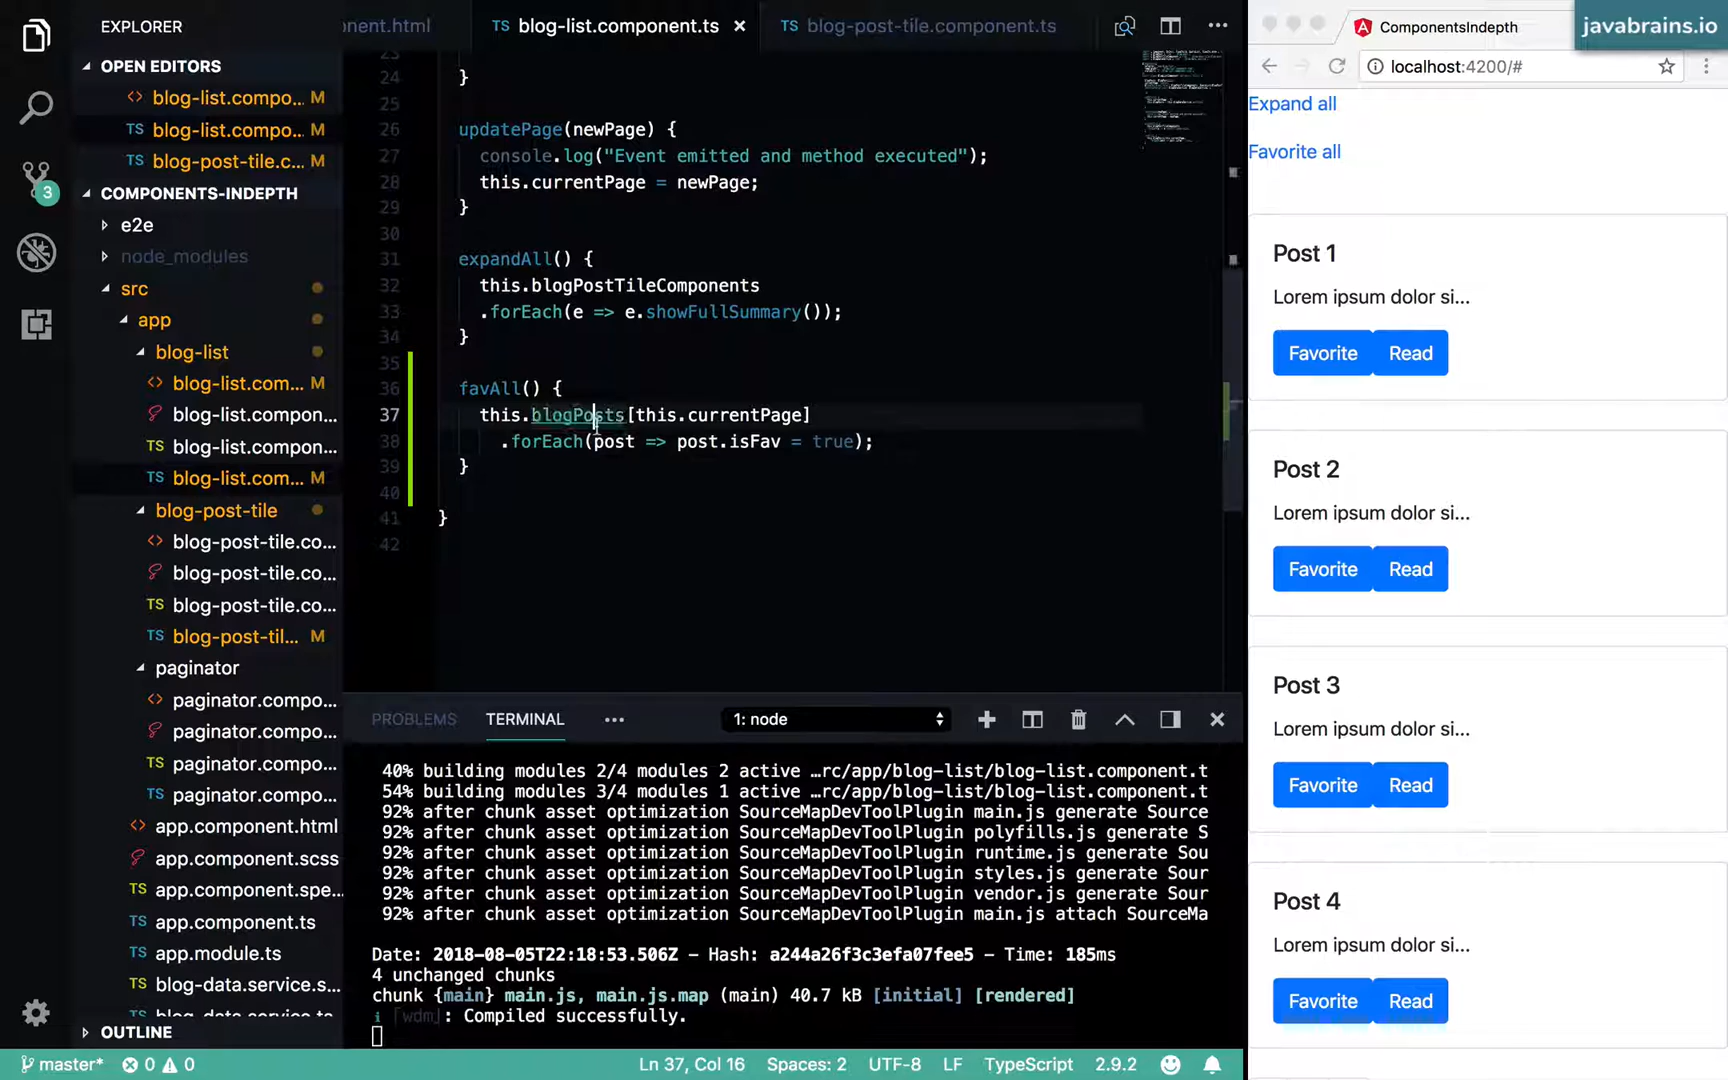 EXPLORER
OPEN EDITORS
blog-list.compo... M
TS blog-list.compo... M
TS blog-post-tile.c... M
COMPONENTS-INDEPTH
e2e
node_modules
src
app
blog-list
blog-list.com... M
blog-list.compon...
TS blog-list.compon...
TS blog-list.com... M
blog-post-tile
blog-post-tile.co...
blog-post-tile.co...
TS blog-post-tile.co...
TS blog-post-til... M
paginator
paginator.compo...
paginator.compo...
TS paginator.compo...
TS paginator.compo...
app.component.html
app.component.scss
TS app.component.spe...
TS app.component.ts
TS app.module.ts
TS blog-data.service.s...
OUTLINE
3
TS blog-list.component.ts
TS blog-post-tile.component.ts
24 }
25
26 updatePage(newPage) {
27 console.log("Event emitted and method executed");
28 this.currentPage = newPage;
29 }
30
31 expandAll() {
32 this.blogPostTileComponents
33 .forEach(e => e.showFullSummary());
34 }
35
36 favAll() {
37 this.blogPosts[this.currentPage]
38 .forEach(post => post.isFav = true);
39 }
40
41 }
42
PROBLEMS TERMINAL ••• 1: node
40% building modules 2/4 modules 2 active …rc/app/blog-list/blog-list.component.t
54% building modules 3/4 modules 1 active …rc/app/blog-list/blog-list.component.t
92% after chunk asset optimization SourceMapDevToolPlugin main.js generate Source
92% after chunk asset optimization SourceMapDevToolPlugin polyfills.js generate S
92% after chunk asset optimization SourceMapDevToolPlugin runtime.js generate Sou
92% after chunk asset optimization SourceMapDevToolPlugin styles.js generate Sour
92% after chunk asset optimization SourceMapDevToolPlugin vendor.js generate Sour
92% after chunk asset optimization SourceMapDevToolPlugin main.js attach SourceMa
Date: 2018-08-05T22:18:53.506Z - Hash: a244a26f3c3efa07fee5 - Time: 185ms
4 unchanged chunks
chunk {main} main.js, main.js.map (main) 40.7 kB [initial] [rendered]
i ｢wdm｣: Compiled successfully.
master* 0 0 Ln 37, Col 16 Spaces: 2 UTF-8 LF TypeScript 2.9.2
ComponentsIndepth
javabrains.io
localhost:4200/#
Expand all
Favorite all
Post 1
Lorem ipsum dolor si...
Favorite Read
Post 2
Lorem ipsum dolor si...
Favorite Read
Post 3
Lorem ipsum dolor si...
Favorite Read
Post 4
Lorem ipsum dolor si...
Favorite Read